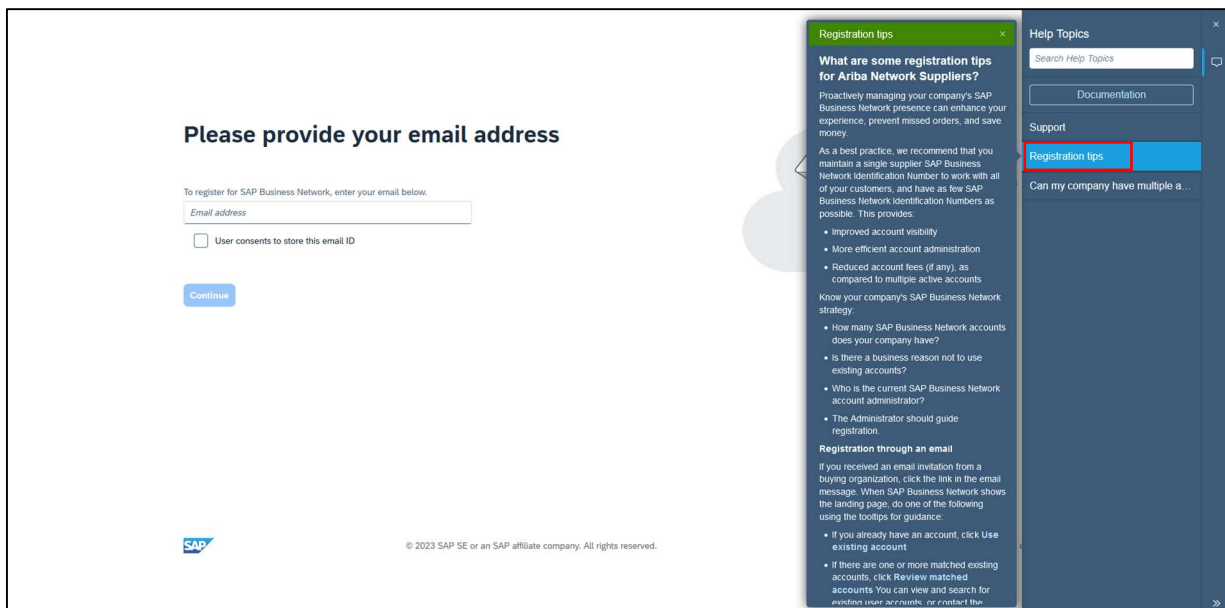 Please provide your email address
To register for SAP Business Network, enter your email below.
Email address
User consents to store this email ID
Continue
SAP
© 2023 SAP SE or an SAP affiliate company. All rights reserved.
Registration tips
×
What are some registration tips
for Ariba Network Suppliers?
Proactively managing your company's SAP
Business Network presence can enhance your
experience, prevent missed orders, and save
money.
As a best practice, we recommend that you
maintain a single supplier SAP Business
Network Identification Number to work with all
of your customers, and have as few SAP
Business Network Identification Numbers as
possible. This provides:
• Improved account visibility
• More efficient account administration
• Reduced account fees (if any), as
compared to multiple active accounts
Know your company's SAP Business Network
strategy:
• How many SAP Business Network accounts
does your company have?
• Is there a business reason not to use
existing accounts?
• Who is the current SAP Business Network
account administrator?
• The Administrator should guide
registration.
Registration through an email
If you received an email invitation from a
buying organization, click the link in the email
message. When SAP Business Network shows
the landing page, do one of the following
using the tooltips for guidance:
• If you already have an account, click Use
existing account
• If there are one or more matched existing
accounts, click Review matched
accounts You can view and search for
existing user accounts, or contact the
Help Topics
×
Search Help Topics
Documentation
Support
Registration tips
Can my company have multiple a...
»